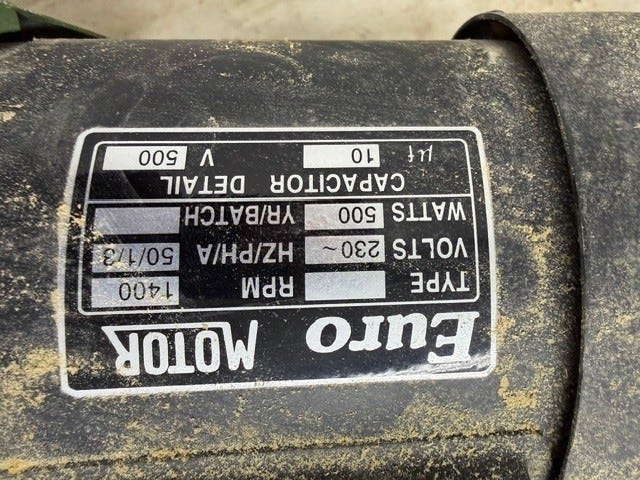 Euro MOTOR
TYPE RPM 1400
VOLTS 230~ HZ/PH/A 50/1/3
WATTS 500 YR/BATCH
CAPACITOR DETAIL
µf 10 V 500